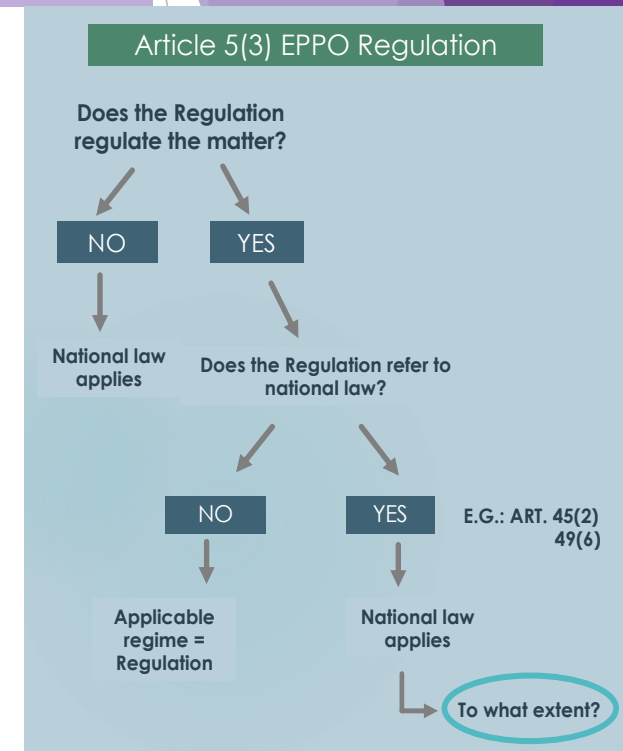 Article 5(3) EPPO Regulation
Does the Regulation
regulate the matter?
NO
YES
National law
applies
Does the Regulation refer to
national law?
NO
YES
E.G.: ART. 45(2)
49(6)
Applicable
regime =
Regulation
National law
applies
To what extent?